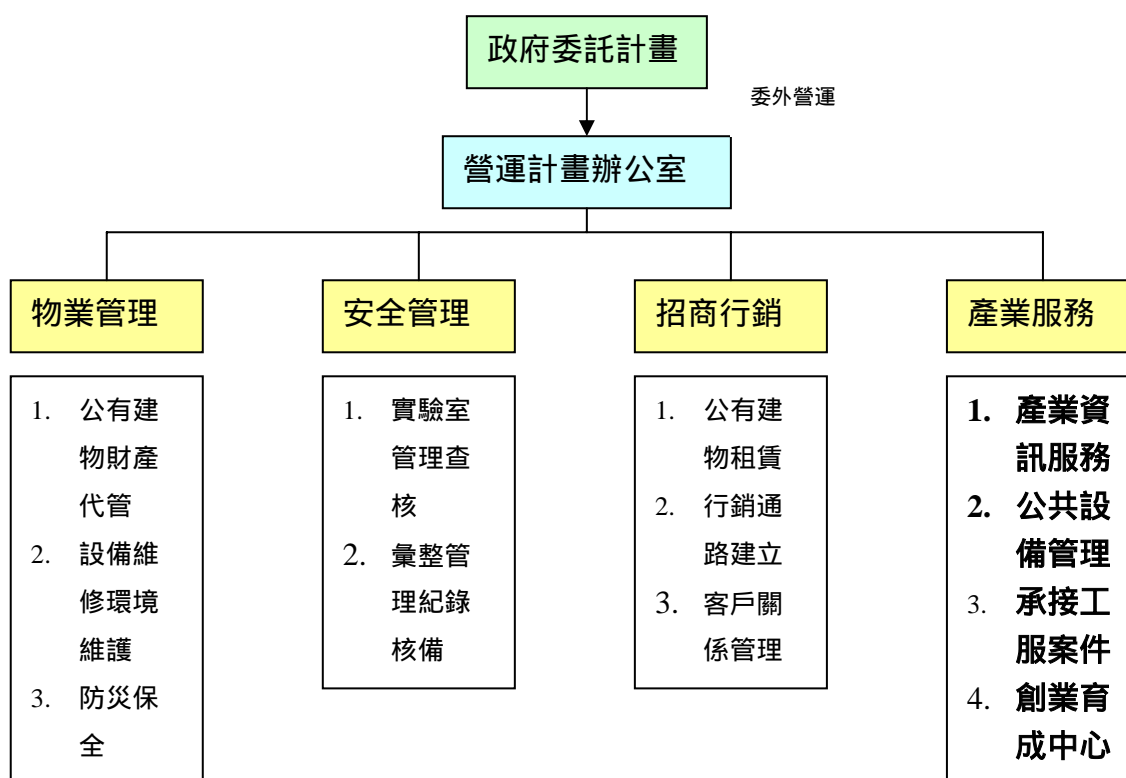 政府委託計畫
委外營運
營運計畫辦公室
物業管理
1. 公有建
物財產
代管
2. 設備維
修環境
維護
3. 防災保
全
安全管理
1. 實驗室
管理查
核
2. 彙整管
理紀錄
核備
招商行銷
1. 公有建
物租賃
2. 行銷通
路建立
3. 客戶關
係管理
產業服務
1. 產業資
訊服務
2. 公共設
備管理
3. 承接工
服案件
4. 創業育
成中心